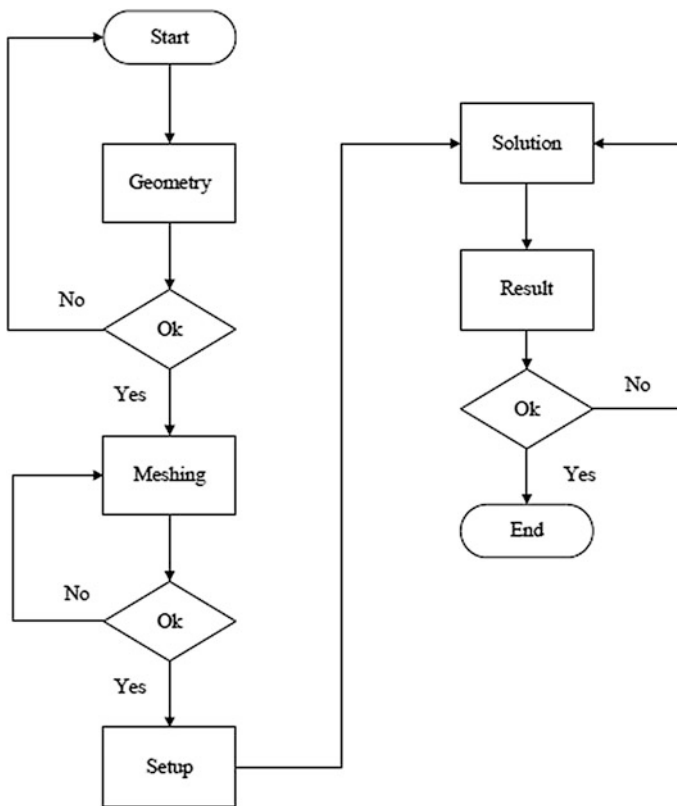 Start
Geometry
No
Ok
Yes
Meshing
No
Ok
Yes
Setup
Solution
Result
Ok
No
Yes
End